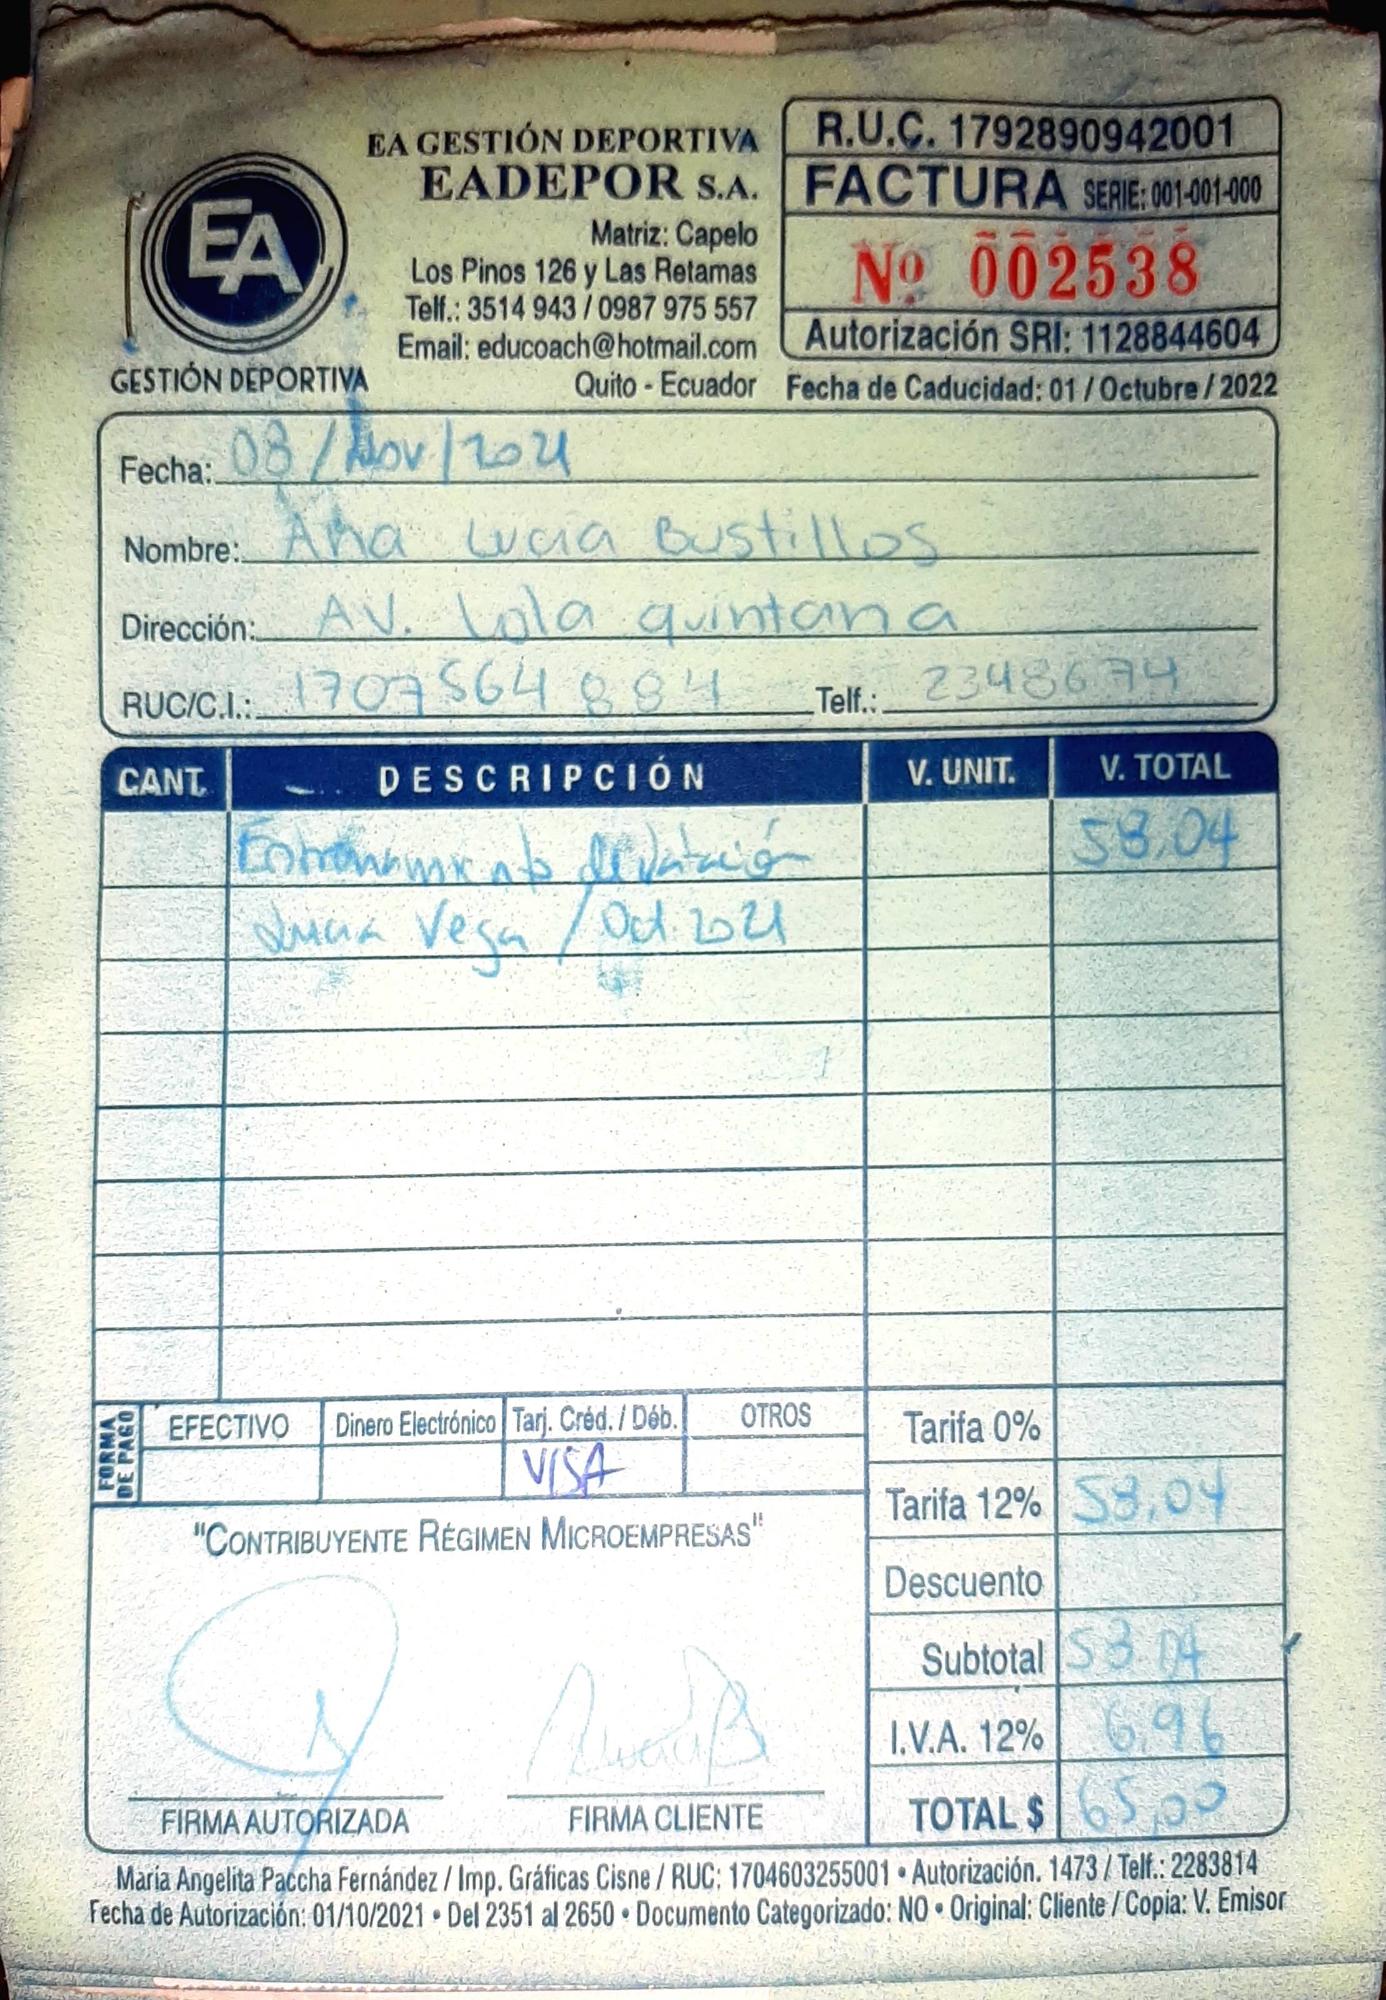 EA
GESTIÓN DEPORTIVA
EA GESTIÓN DEPORTIVA
EADEPOR S.A.
Matriz: Capelo
Los Pinos 126 y Las Retamas
Telf.: 3514 943 / 0987 975 557
Email: educoach@hotmail.com
Quito - Ecuador
R.U.C. 1792890942001
FACTURA SERIE: 001-001-000
Nº 002538
Autorización SRI: 1128844604
Fecha de Caducidad: 01 / Octubre / 2022
Fecha: 08 / Nov / 2021
Nombre: Ana Lucia Bustillos
Dirección: AV. Lola quintana
RUC/C.I.: 1707564884 Telf.: 2348674
CANT. DESCRIPCIÓN V. UNIT. V. TOTAL
Entrenamiento de Natación 58,04
Vega / Oct. 2021
FORMA DE PAGO
EFECTIVO Dinero Electrónico Tarj. Créd. / Déb. OTROS
VISA
Tarifa 0%
Tarifa 12% 58,04
Descuento
Subtotal 58.04
I.V.A. 12% 6,96
TOTAL $ 65,00
"CONTRIBUYENTE RÉGIMEN MICROEMPRESAS"
FIRMA AUTORIZADA FIRMA CLIENTE
María Angelita Paccha Fernández / Imp. Gráficas Cisne / RUC: 1704603255001 • Autorización. 1473 / Telf.: 2283814
Fecha de Autorización: 01/10/2021 • Del 2351 al 2650 • Documento Categorizado: NO • Original: Cliente / Copia: V. Emisor